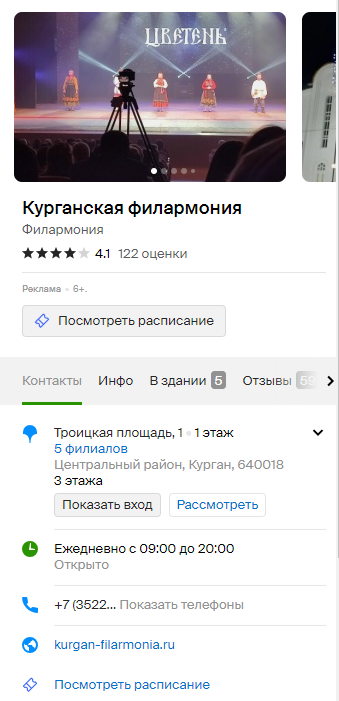 ЦВЕТЕНЬ
Курганская филармония
Филармония
4.1 122 оценки
Реклама • 6+.
Посмотреть расписание
Контакты Инфо В здании 5 Отзывы 59
Троицкая площадь, 1 • 1 этаж
5 филиалов
Центральный район, Курган, 640018
3 этажа
Показать вход Рассмотреть
Ежедневно с 09:00 до 20:00
Открыто
+7 (3522... Показать телефоны
kurgan-filarmonia.ru
Посмотреть расписание